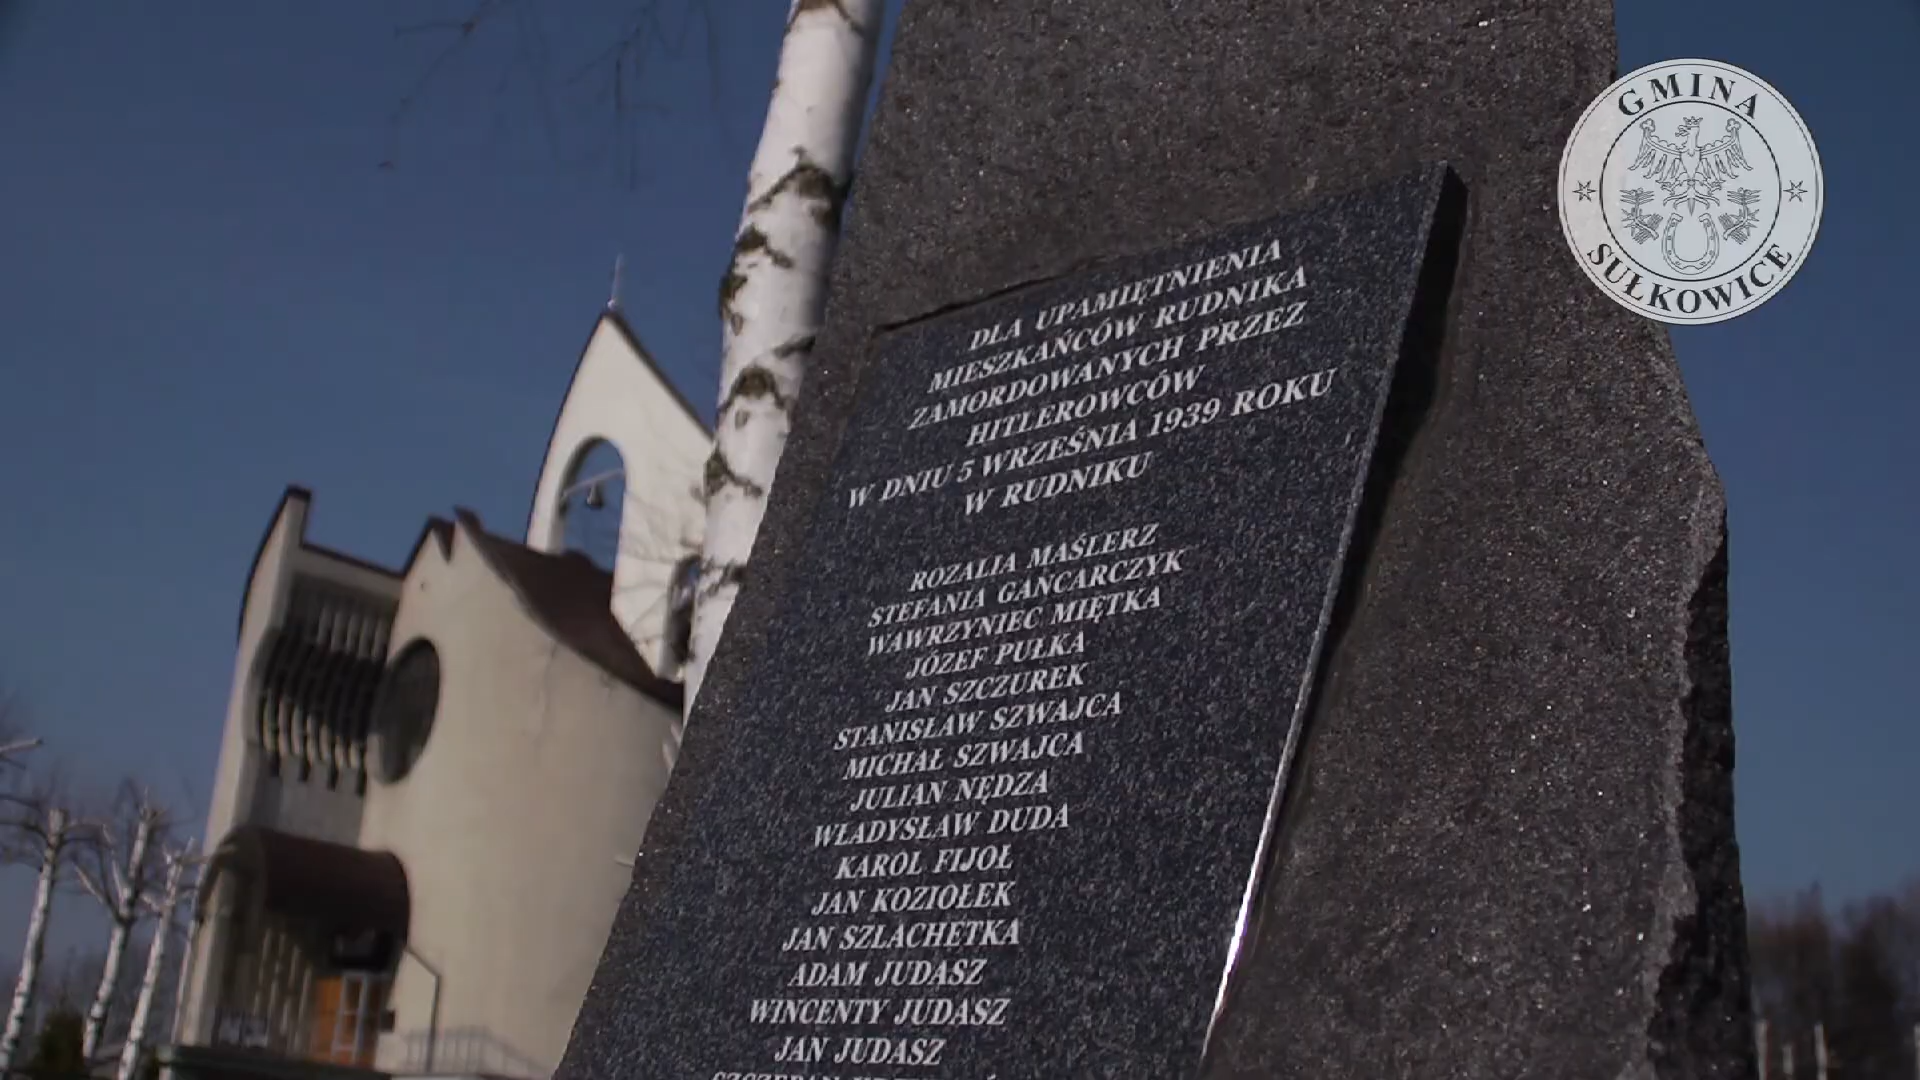 GMINA
SUŁKOWICE
DLA UPAMIĘTNIENIA
MIESZKAŃCÓW RUDNIKA
ZAMORDOWANYCH PRZEZ
HITLEROWCÓW
W DNIU 5 WRZEŚNIA 1939 ROKU
W RUDNIKU
ROZALIA MAŚLERZ
STEFANIA GAŃCARCZYK
WAWRZYNIEC MIĘTKA
JÓZEF PUŁKA
JAN SZCZUREK
STANISŁAW SZWAJCA
MICHAŁ SZWAJCA
JULIAN NĘDZA
WŁADYSŁAW DUDA
KAROL FIJOŁ
JAN KOZIOŁEK
JAN SZLACHETKA
ADAM JUDASZ
WINCENTY JUDASZ
JAN JUDASZ